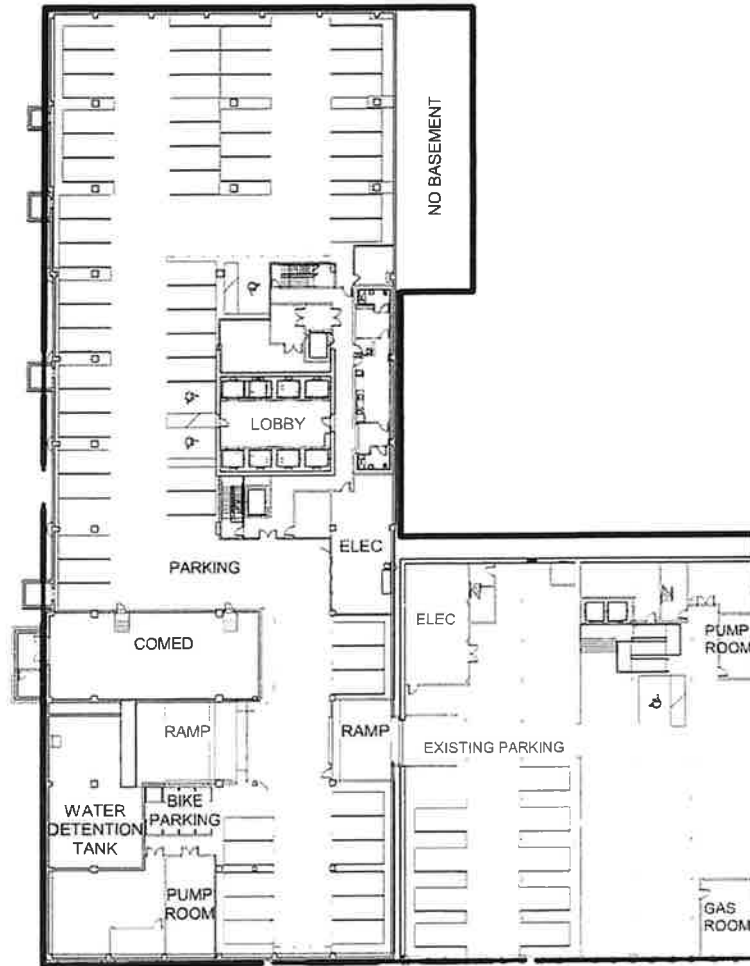 NO BASEMENT
LOBBY
ELEC
PARKING
ELEC
COMED
PUMP
ROOM
RAMP
RAMP
EXISTING PARKING
BIKE
PARKING
WATER
DETENTION
TANK
PUMP
ROOM
GAS
ROOM